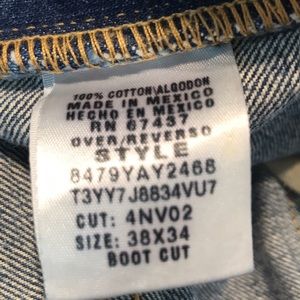 100% COTTON/ALGODON
MADE IN MEXICO
HECHO EN MEXICO
RN 67437
OVER/REVERSO
STYLE
8479YAY2468
T3YY7J8834VU7
CUT: 4NV02
SIZE: 38X34
BOOT CUT